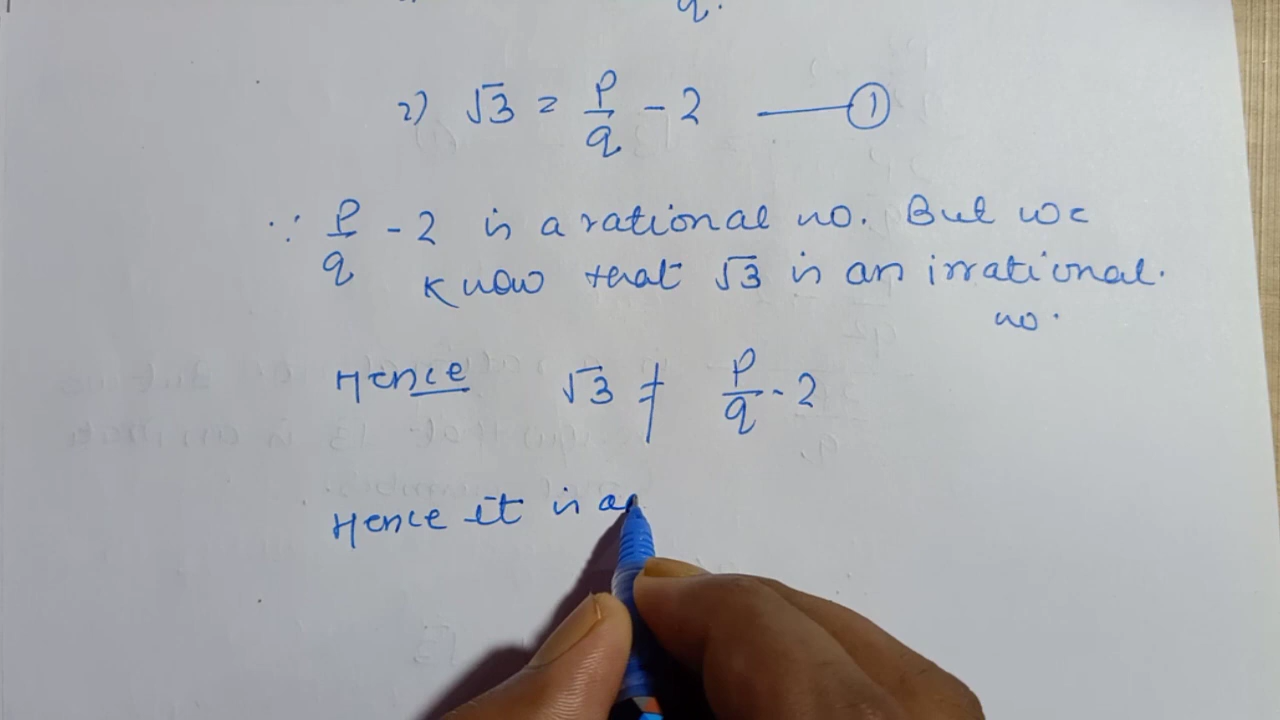 q.
2) √3 = p/q - 2 —— ①
∵ p/q - 2 is a rational no. But we
know that √3 is an irrational.
no.
Hence √3 ≠ p/q - 2
Hence it is a